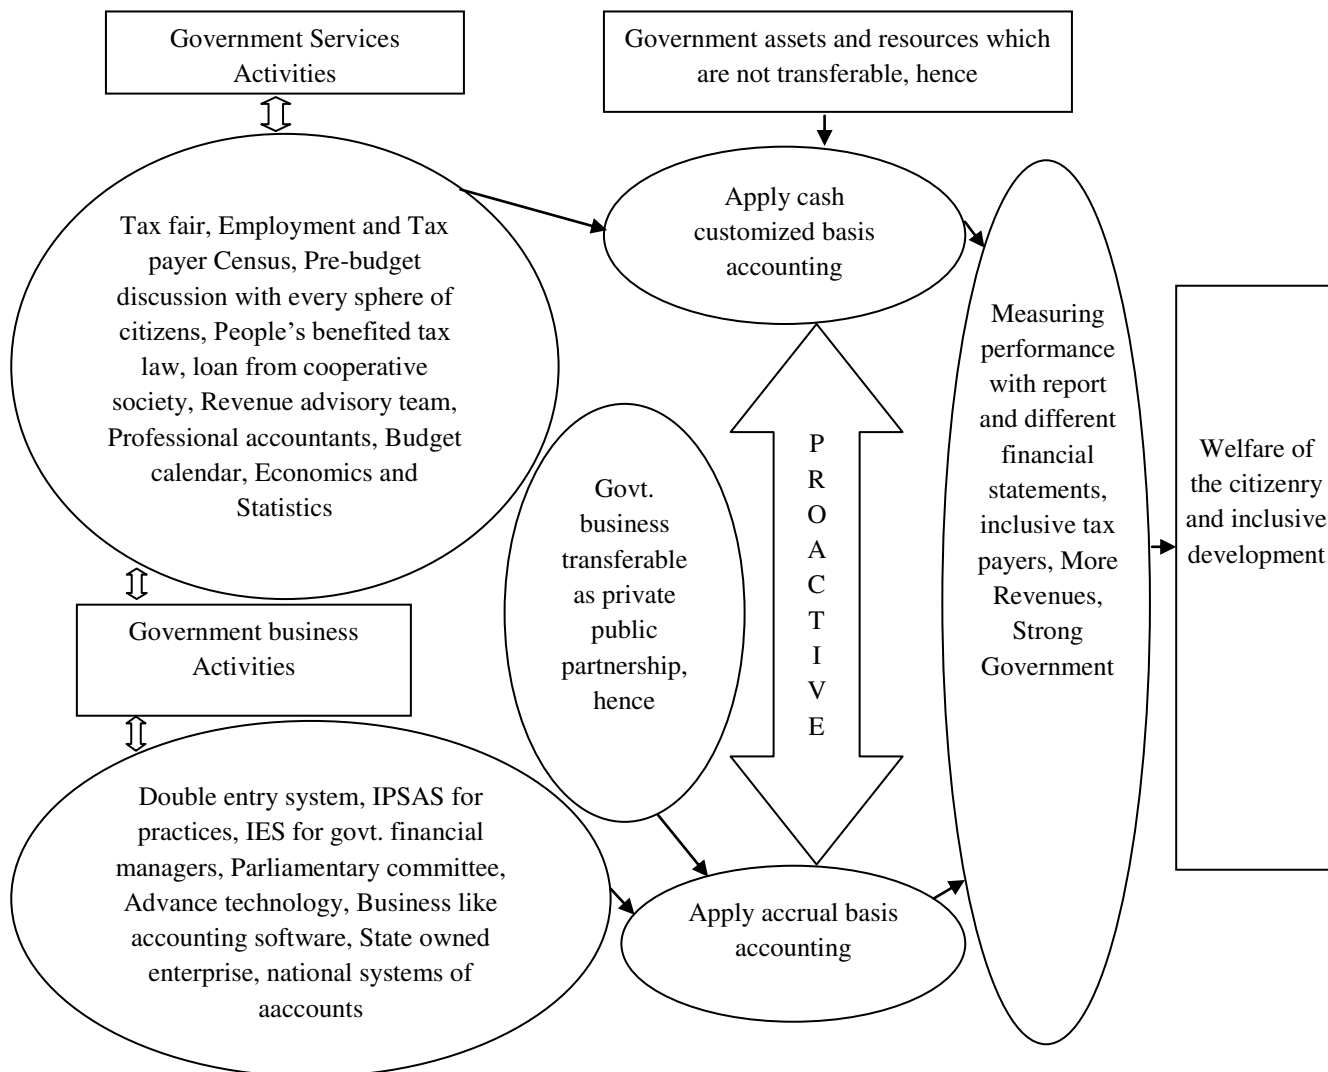 Government Services
Activities
Government assets and resources which
are not transferable, hence
Tax fair, Employment and Tax
payer Census, Pre-budget
discussion with every sphere of
citizens, People’s benefited tax
law, loan from cooperative
society, Revenue advisory team,
Professional accountants, Budget
calendar, Economics and
Statistics
Apply cash
customized basis
accounting
Govt.
business
transferable
as private
public
partnership,
hence
P
R
O
A
C
T
I
V
E
Measuring
performance
with report
and different
financial
statements,
inclusive tax
payers, More
Revenues,
Strong
Government
Welfare of
the citizenry
and inclusive
development
Government business
Activities
Double entry system, IPSAS for
practices, IES for govt. financial
managers, Parliamentary committee,
Advance technology, Business like
accounting software, State owned
enterprise, national systems of
aaccounts
Apply accrual basis
accounting